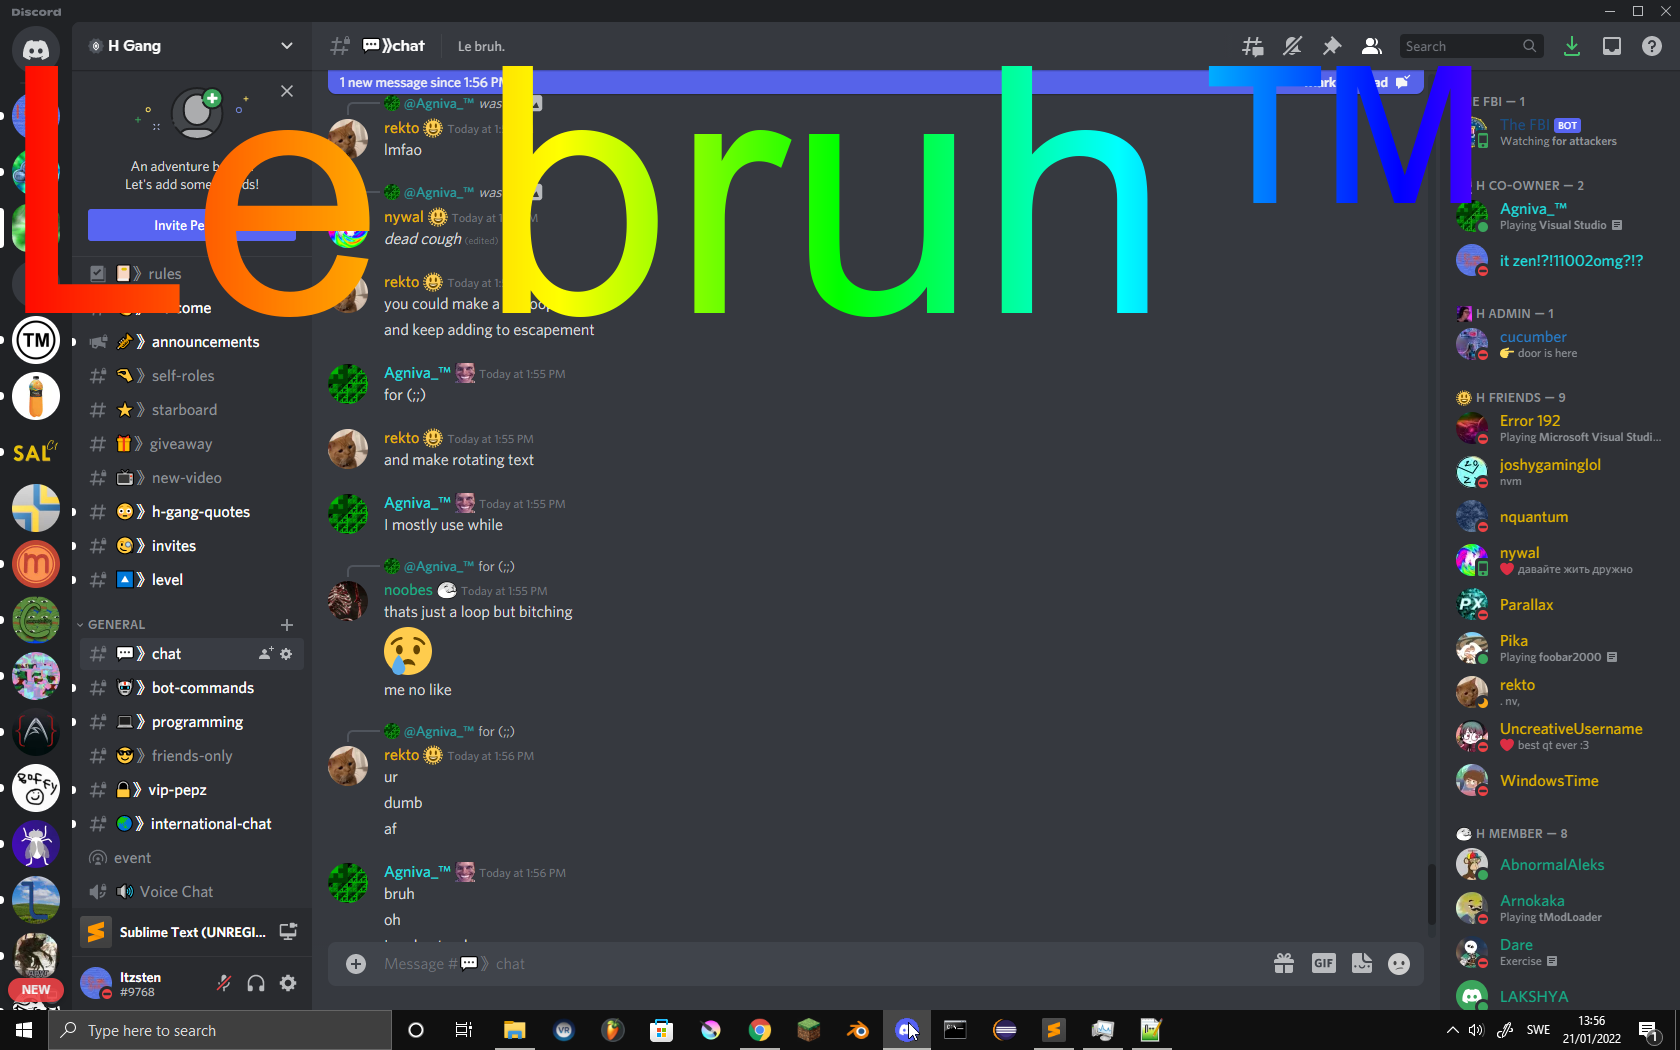 Discord
H Gang
chat
Le bruh.
Search
1 new message since 1:56 PM
Le bruh™
An adventure b
Let's add some
Invite Pe
rules
ome
announcements
self-roles
starboard
giveaway
new-video
h-gang-quotes
invites
level
GENERAL
chat
bot-commands
programming
friends-only
vip-pepz
international-chat
event
Voice Chat
Sublime Text (UNREGI...
Itzsten
#9768
NEW
TM
SAL C1
@Agniva_™ was
rekto Today at 1:
lmfao
@Agniva_™ was
nywal Today at 1
dead cough (edited)
rekto Today at 1:
you could make a
and keep adding to escapement
Agniva_™ Today at 1:55 PM
for (;;)
rekto Today at 1:55 PM
and make rotating text
Agniva_™ Today at 1:55 PM
I mostly use while
@Agniva_™ for (;;)
noobes Today at 1:55 PM
thats just a loop but bitching
me no like
@Agniva_™ for (;;)
rekto Today at 1:56 PM
ur
dumb
af
Agniva_™ Today at 1:56 PM
bruh
oh
Message # chat
GIF
E FBI — 1
The FBI BOT
Watching for attackers
H CO-OWNER — 2
Agniva_™
Playing Visual Studio
it zen!?!11002omg?!?
H ADMIN — 1
cucumber
door is here
H FRIENDS — 9
Error 192
Playing Microsoft Visual Studi...
joshygaminglol
nvm
nquantum
nywal
давайте жить дружно
Parallax
Pika
Playing foobar2000
rekto
. nv,
UncreativeUsername
best qt ever :3
WindowsTime
H MEMBER — 8
AbnormalAleks
Arnokaka
Playing tModLoader
Dare
Exercise
LAKSHYA
Type here to search
SWE
13:56
21/01/2022
1